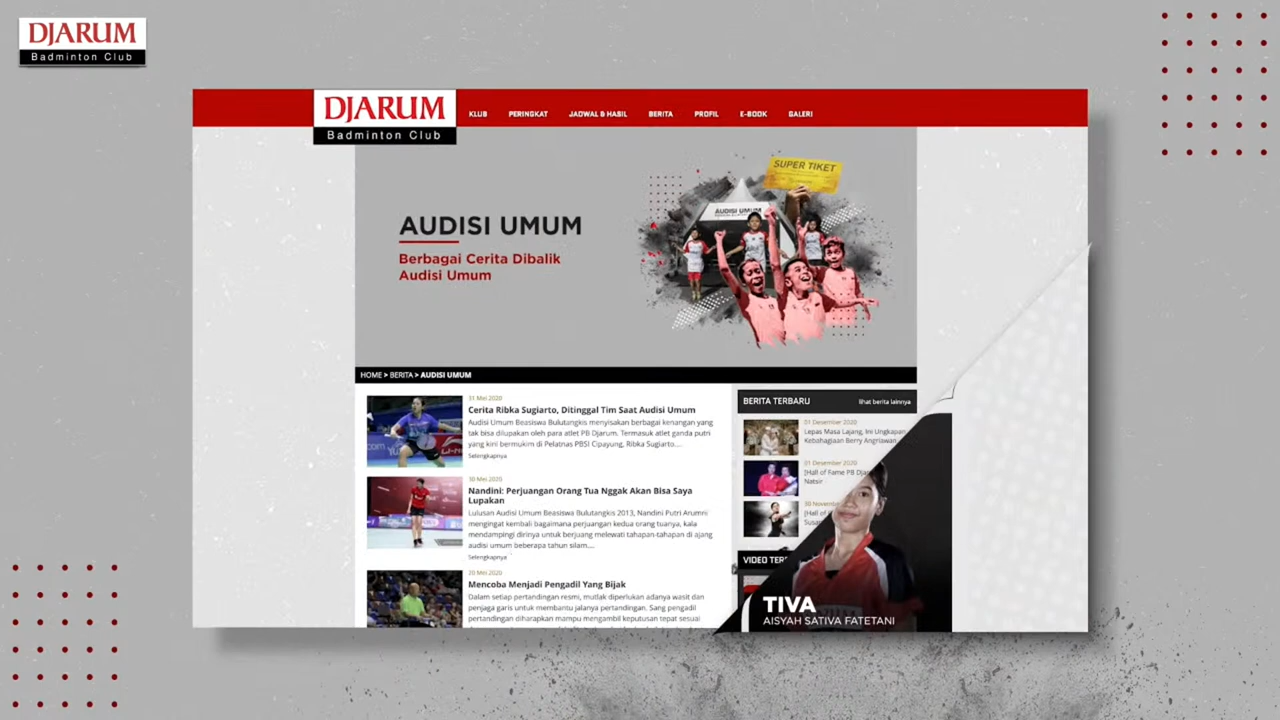 DJARUM
Badminton Club
DJARUM
Badminton Club
KLUB PERINGKAT JADWAL & HASIL BERITA PROFIL E-BOOK GALERI
SUPER TIKET
AUDISI UMUM
AUDISI UMUM
Berbagai Cerita Dibalik
Audisi Umum
HOME > BERITA > AUDISI UMUM
31 Mei 2020
Cerita Ribka Sugiarto, Ditinggal Tim Saat Audisi Umum
Audisi Umum Beasiswa Bulutangkis menyisakan berbagai kenangan yang
tak bisa dilupakan oleh para atlet PB Djarum. Termasuk atlet ganda putri
yang kini bermukim di Pelatnas PBSI Cipayung, Ribka Sugiarto....
Selengkapnya
30 Mei 2020
Nandini: Perjuangan Orang Tua Nggak Akan Bisa Saya
Lupakan
Lulusan Audisi Umum Beasiswa Bulutangkis 2013, Nandini Putri Arumni
mengingat kembali bagaimana perjuangan kedua orang tuanya, kala
mendampingi dirinya untuk berjuang melewati tahapan-tahapan di ajang
audisi umum beberapa tahun silam....
Selengkapnya
20 Mei 2020
Mencoba Menjadi Pengadil Yang Bijak
Dalam setiap pertandingan resmi, mutlak diperlukan adanya wasit dan
penjaga garis untuk membantu jalanya pertandingan. Sang pengadil
pertandingan diharapkan mampu mengambil keputusan tepat sesuai
BERITA TERBARU lihat berita lainnya
01 Desember 2020
Lepas Masa Lajang, Ini Ungkapan
Kebahagiaan Berry Angriawan
01 Desember 2020
[Hall of Fame PB Djar
Natsir
30 Novemb
[Hall of
Susan
VIDEO TER
TIVA
AISYAH SATIVA FATETANI